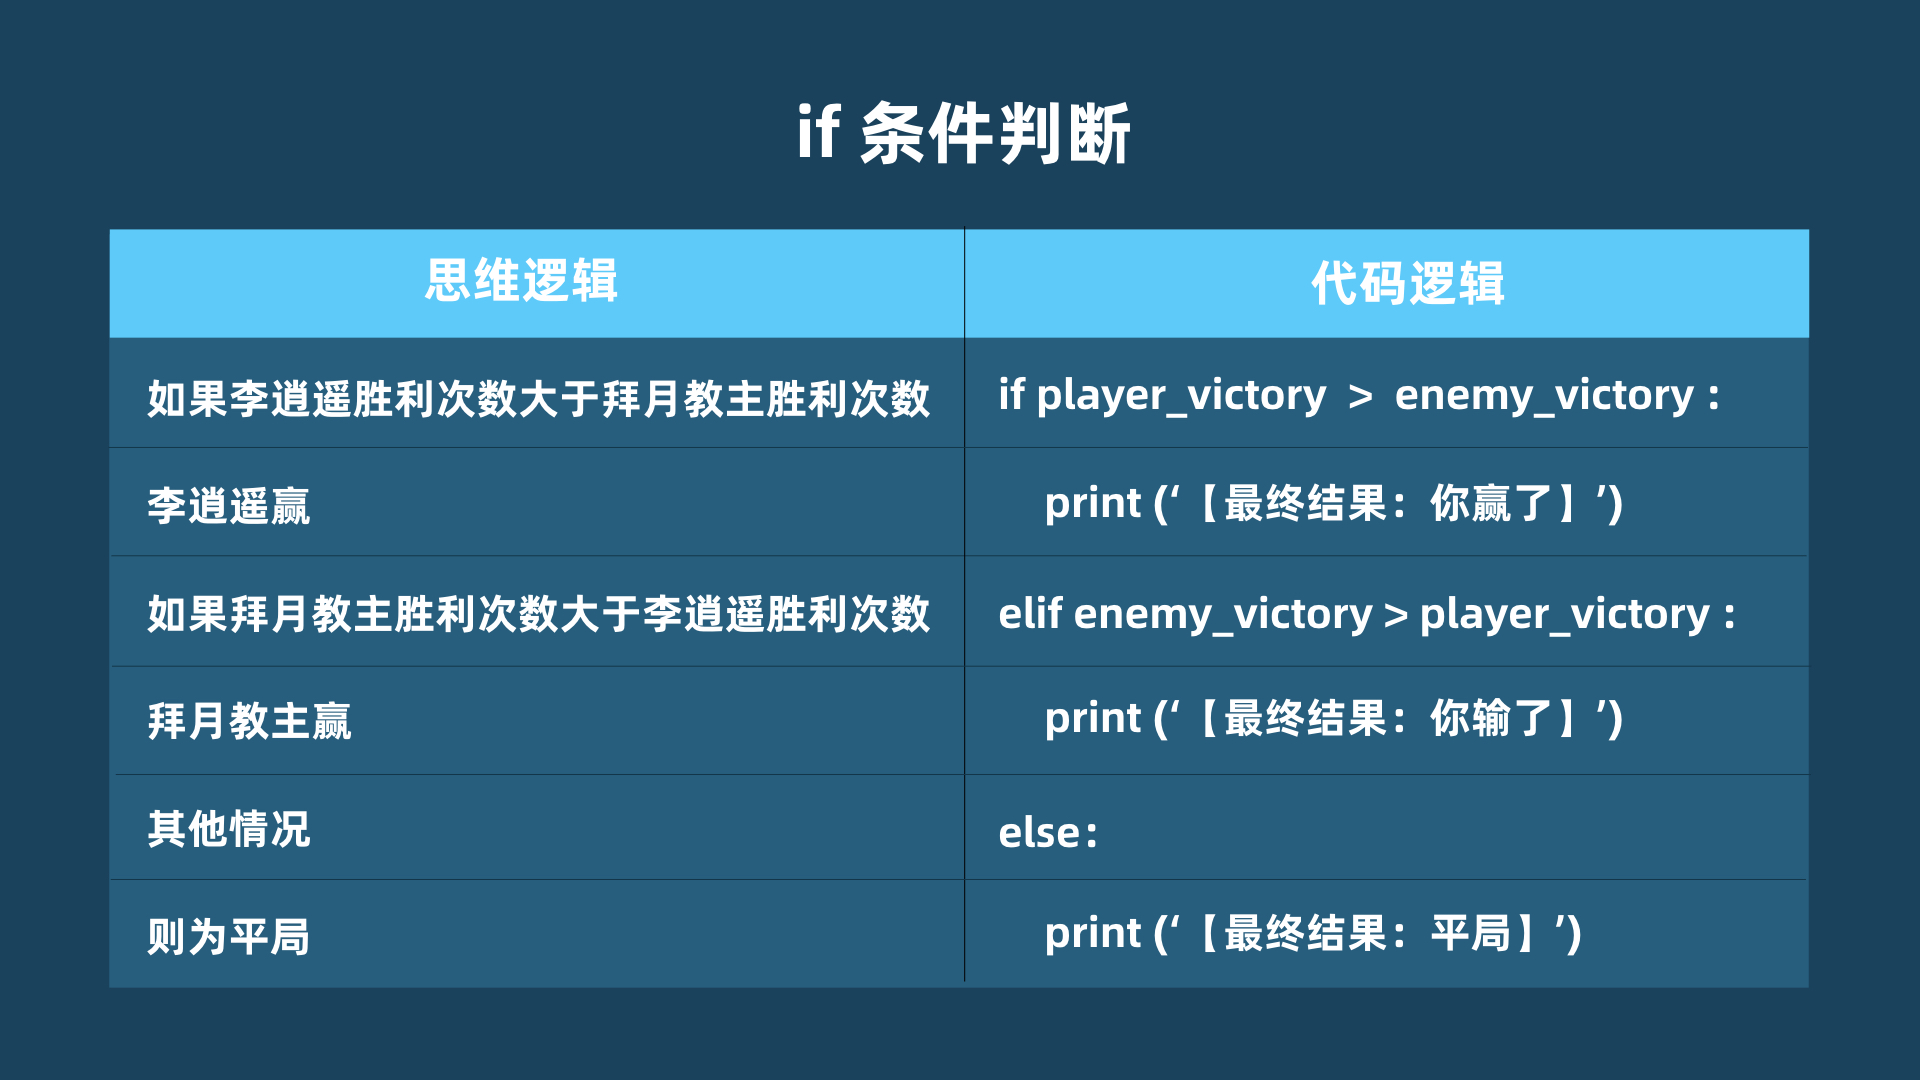 if 条件判断
思维逻辑
代码逻辑
如果李逍遥胜利次数大于拜月教主胜利次数
if player_victory > enemy_victory :
李逍遥赢
print (‘【最终结果：你赢了】’)
如果拜月教主胜利次数大于李逍遥胜利次数
elif enemy_victory > player_victory :
拜月教主赢
print (‘【最终结果：你输了】’)
其他情况
else：
则为平局
print (‘【最终结果：平局】’)